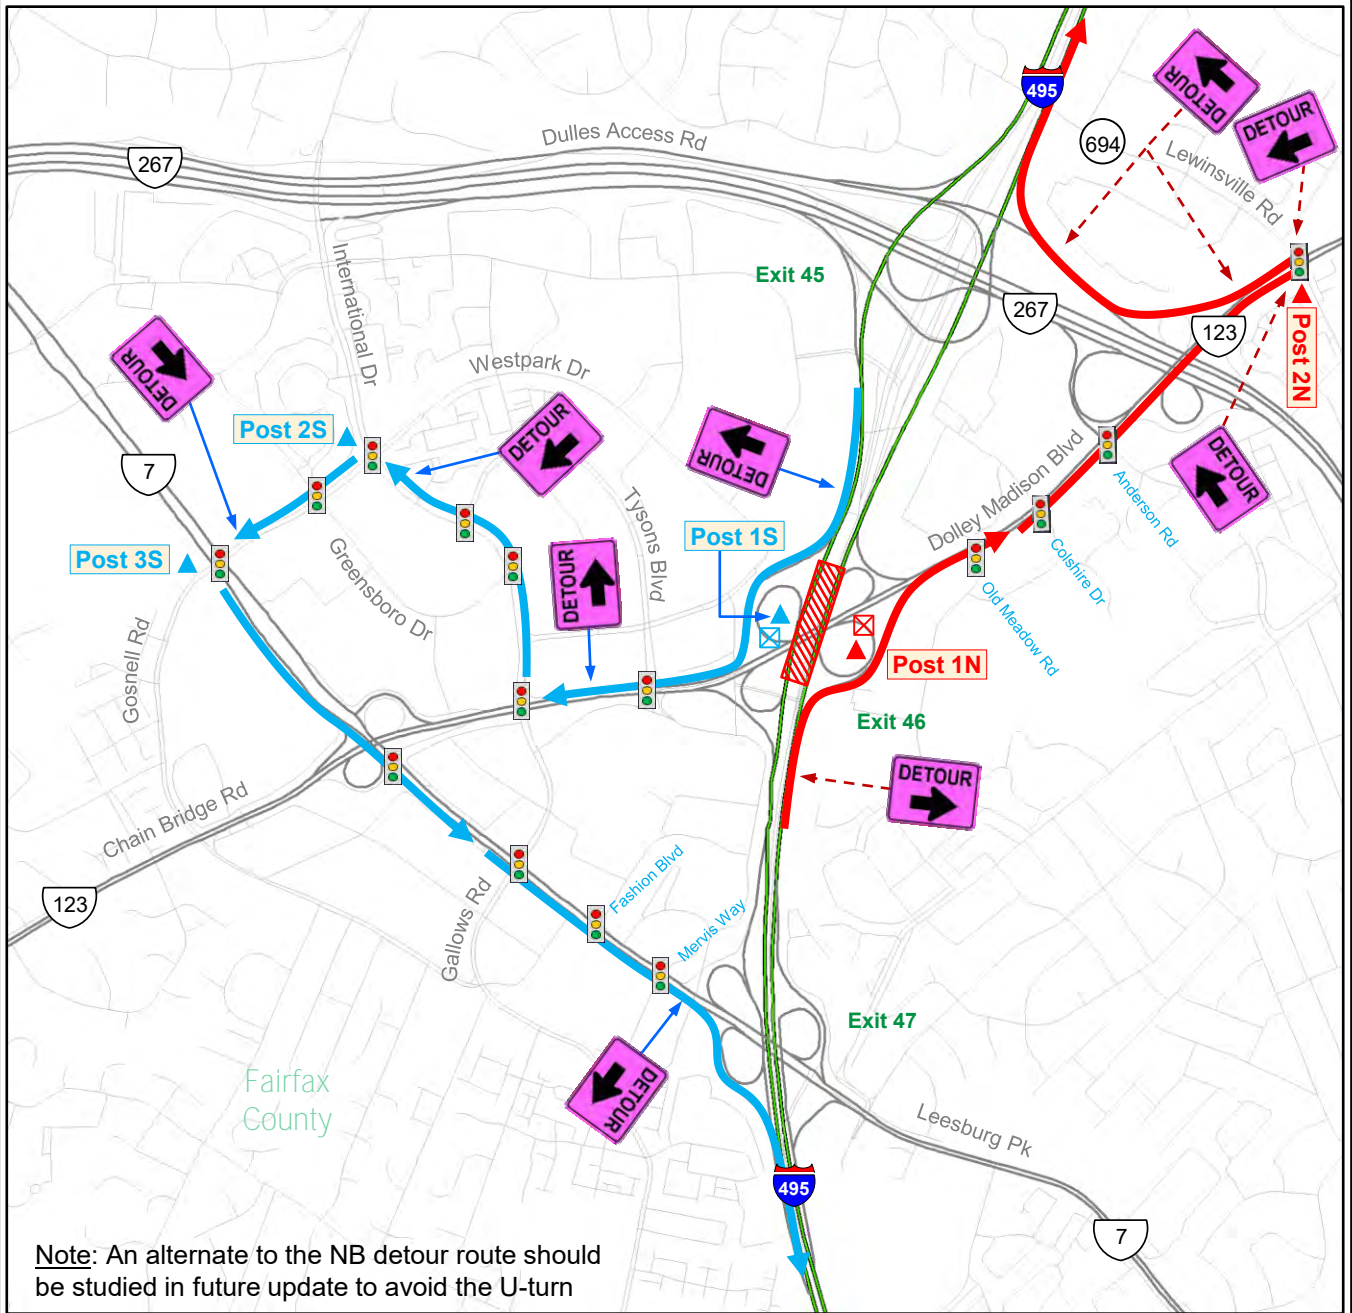 495
DETOUR
DETOUR
694
Lewinsville Rd
Dulles Access Rd
267
International Dr
Exit 45
267
123
Post 2N
DETOUR
Westpark Dr
DETOUR
Post 2S
DETOUR
DETOUR
7
Dolley Madison Blvd
Anderson Rd
DETOUR
Tysons Blvd
Post 1S
Post 3S
Greensboro Dr
DETOUR
Colshire Dr
Old Meadow Rd
Gosnell Rd
Post 1N
Exit 46
DETOUR
Chain Bridge Rd
123
Gallows Rd
Fashion Blvd
Mervis Way
Exit 47
DETOUR
Fairfax
County
Leesburg Pk
495
7
Note: An alternate to the NB detour route should
be studied in future update to avoid the U-turn